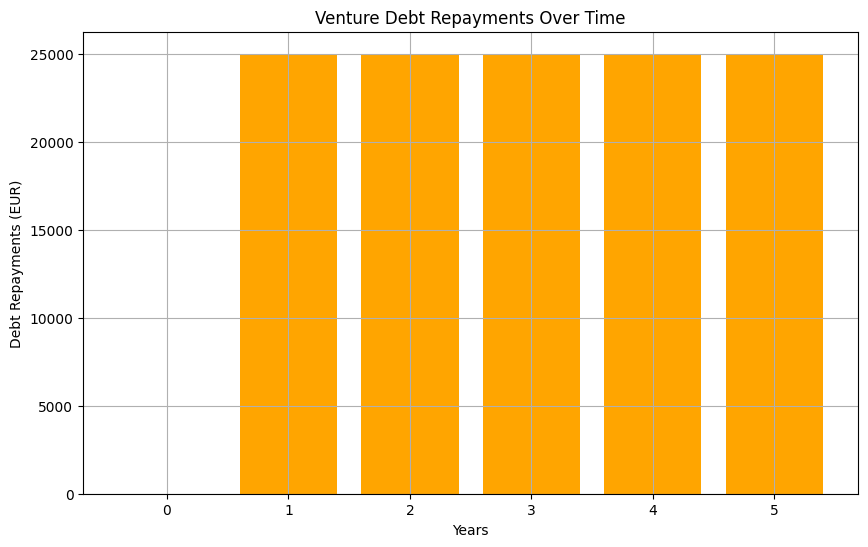 Venture Debt Repayments Over Time
Debt Repayments (EUR)
25000
20000
15000
10000
5000
0
0 1 2 3 4 5
Years